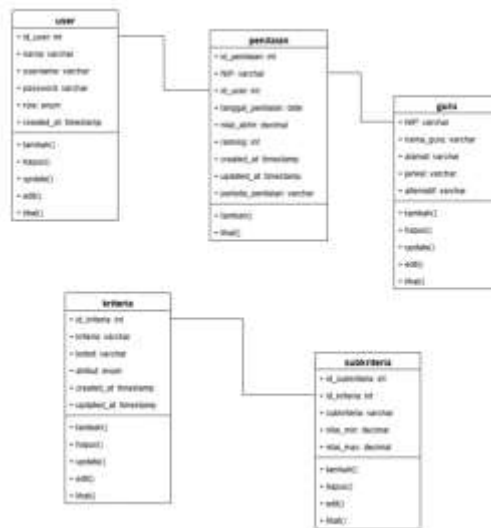 user
• id_user int
• nama varchar
• username varchar
• password varchar
• role enum
• created_at timestamp
• tambah()
• hapus()
• update()
• edit()
• lihat()
penilaian
• id_penilaian int
• NIP varchar
• id_user int
• tanggal_penilaian date
• nilai_akhir decimal
• ranking int
• created_at timestamp
• updated_at timestamp
• periode_penilaian varchar
• tambah()
• lihat()
guru
• NIP varchar
• nama_guru varchar
• alamat varchar
• varchar
• alternatif varchar
• tambah()
• hapus()
• update()
• edit()
• lihat()
kriteria
• id_kriteria int
• kriteria varchar
• bobot varchar
• atribut enum
• created_at timestamp
• updated_at timestamp
• tambah()
• hapus()
• update()
• edit()
• lihat()
subkriteria
• id_subkriteria int
• id_kriteria int
• subkriteria varchar
• nilai_min decimal
• nilai_max decimal
• tambah()
• hapus()
• update()
• edit()
• lihat()